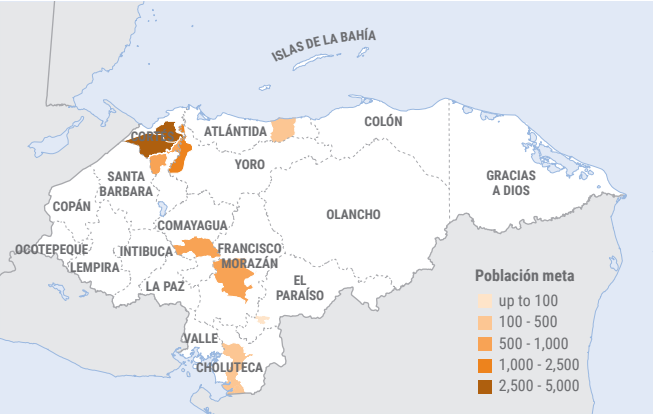 ISLAS DE LA BAHÍA
COLÓN
ATLÁNTIDA
CORTÉS
YORO
SANTA
BARBARA
GRACIAS
A DIOS
COPÁN
OLANCHO
COMAYAGUA
OCOTEPEQUE
INTIBUCA
FRANCISCO
MORAZÁN
LEMPIRA
LA PAZ
EL
PARAÍSO
VALLE
CHOLUTECA
Población meta
up to 100
100 - 500
500 - 1,000
1,000 - 2,500
2,500 - 5,000